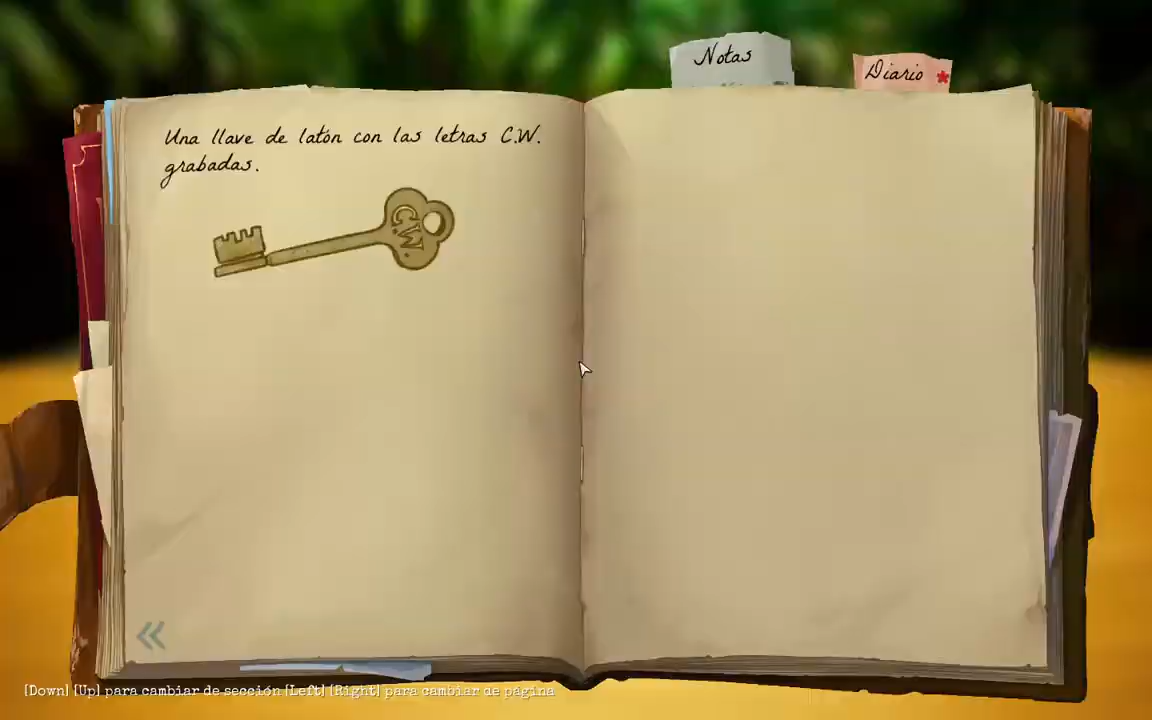 Notas
Diario *
Una llave de latón con las letras C.W.
grabadas.
C.W.
[Down] [Up] para cambiar de sección [Left] [Right] para cambiar de página